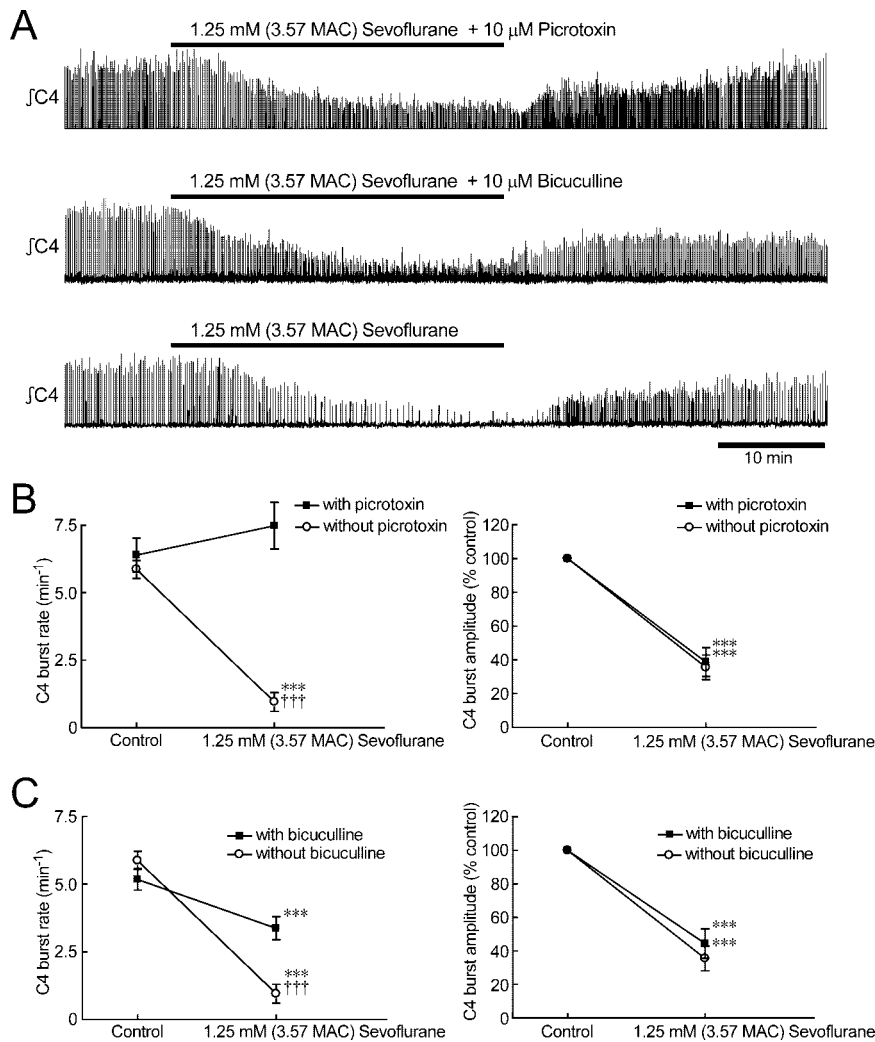 A
1.25 mM (3.57 MAC) Sevoflurane + 10 μM Picrotoxin
∫C4
1.25 mM (3.57 MAC) Sevoflurane + 10 μM Bicuculline
∫C4
1.25 mM (3.57 MAC) Sevoflurane
∫C4
10 min
B
with picrotoxin
without picrotoxin
C4 burst rate (min⁻¹)
7.5
5.0
2.5
0
***
†††
Control
1.25 mM (3.57 MAC) Sevoflurane
with picrotoxin
without picrotoxin
C4 burst amplitude (% control)
120
100
80
60
40
20
0
***
***
Control
1.25 mM (3.57 MAC) Sevoflurane
C
with bicuculline
without bicuculline
C4 burst rate (min⁻¹)
7.5
5.0
2.5
0
***
***
†††
Control
1.25 mM (3.57 MAC) Sevoflurane
with bicuculline
without bicuculline
C4 burst amplitude (% control)
120
100
80
60
40
20
0
***
***
Control
1.25 mM (3.57 MAC) Sevoflurane